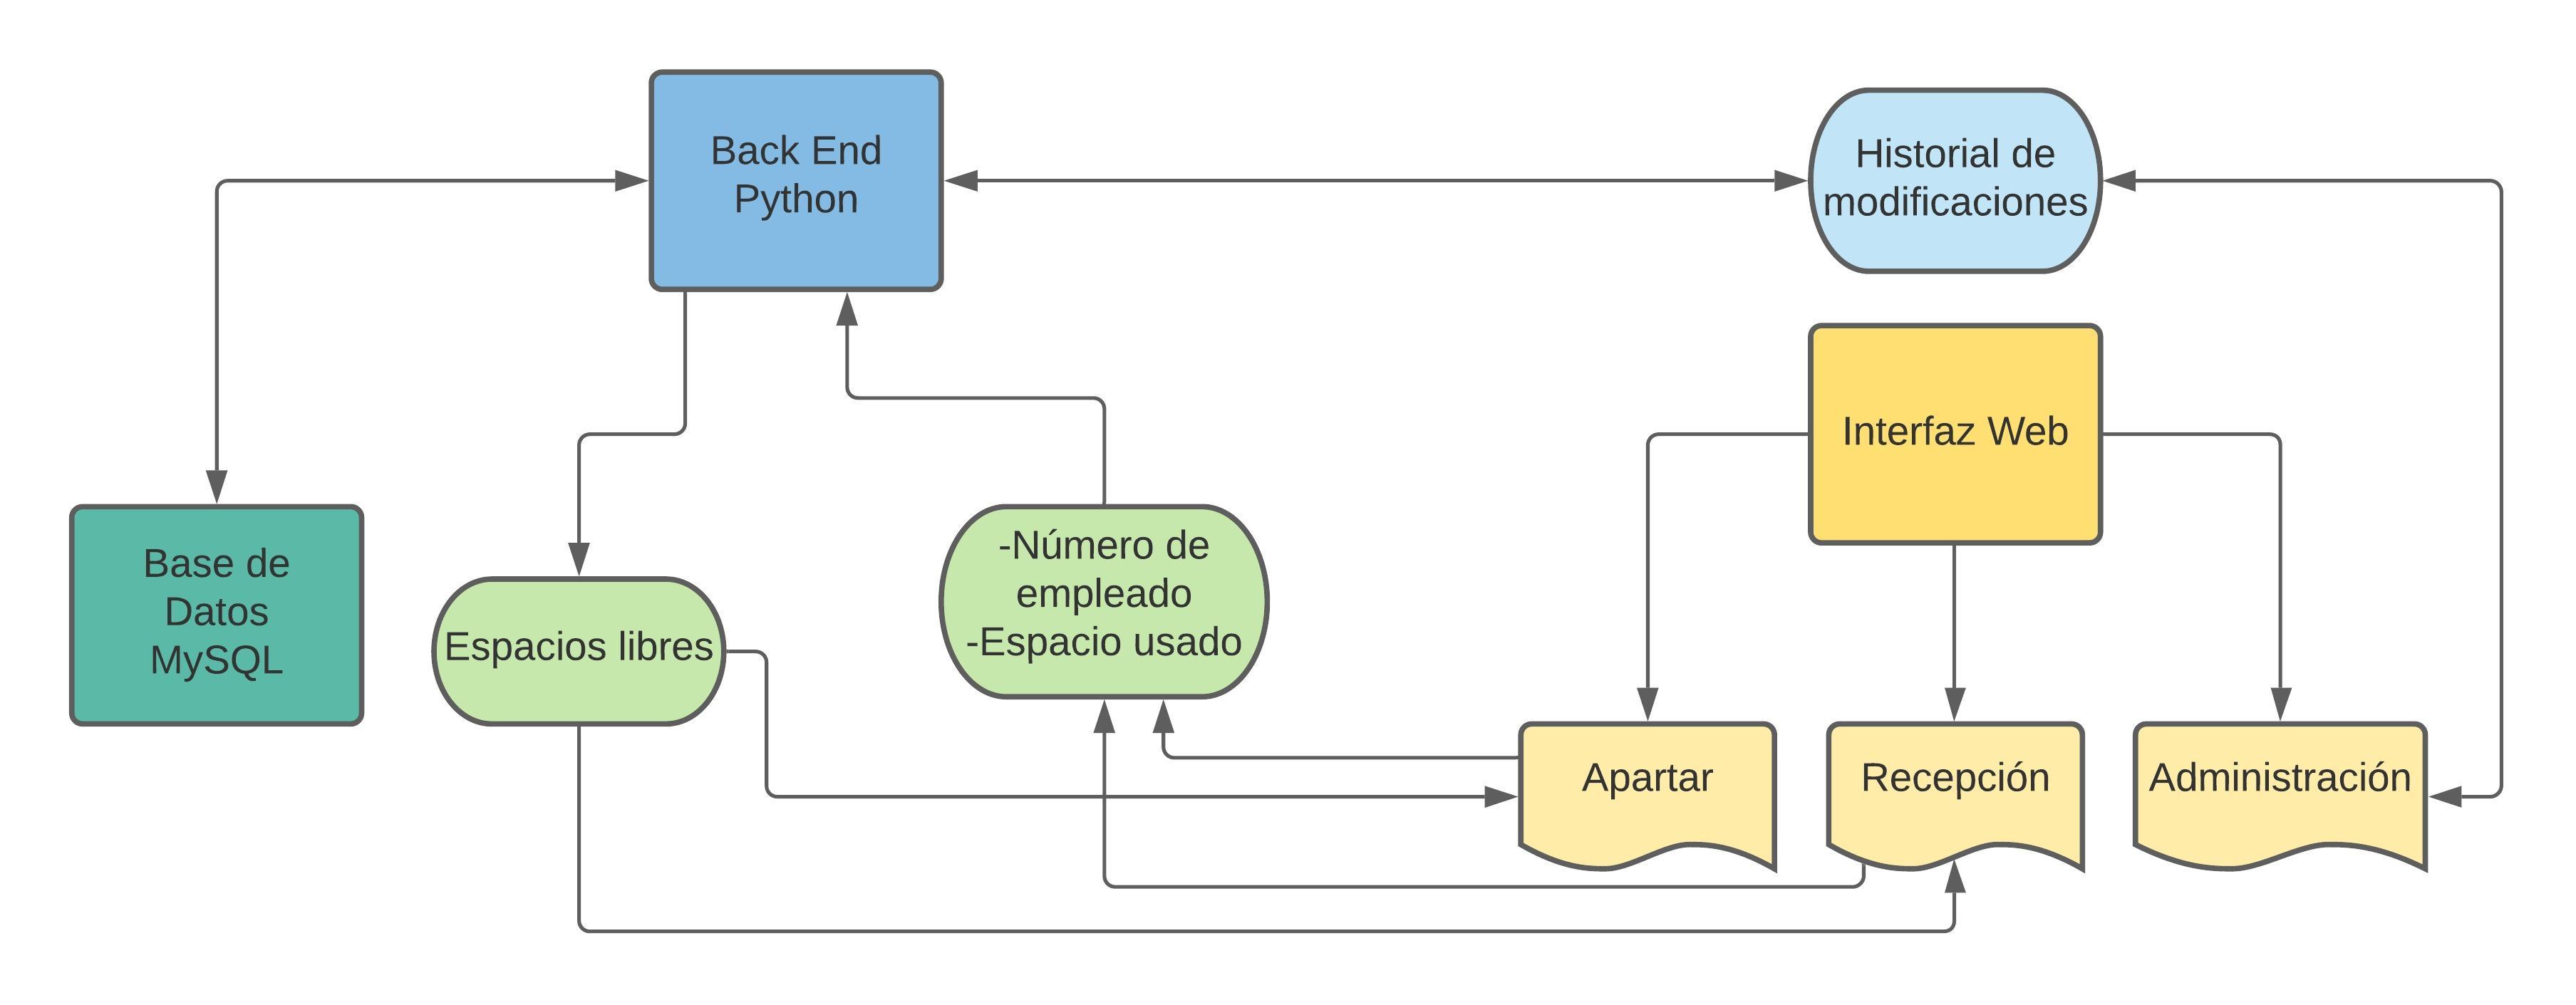 Back End
Python
Historial de
modificaciones
Interfaz Web
Base de
Datos
MySQL
Espacios libres
-Número de
empleado
-Espacio usado
Apartar
Recepción
Administración